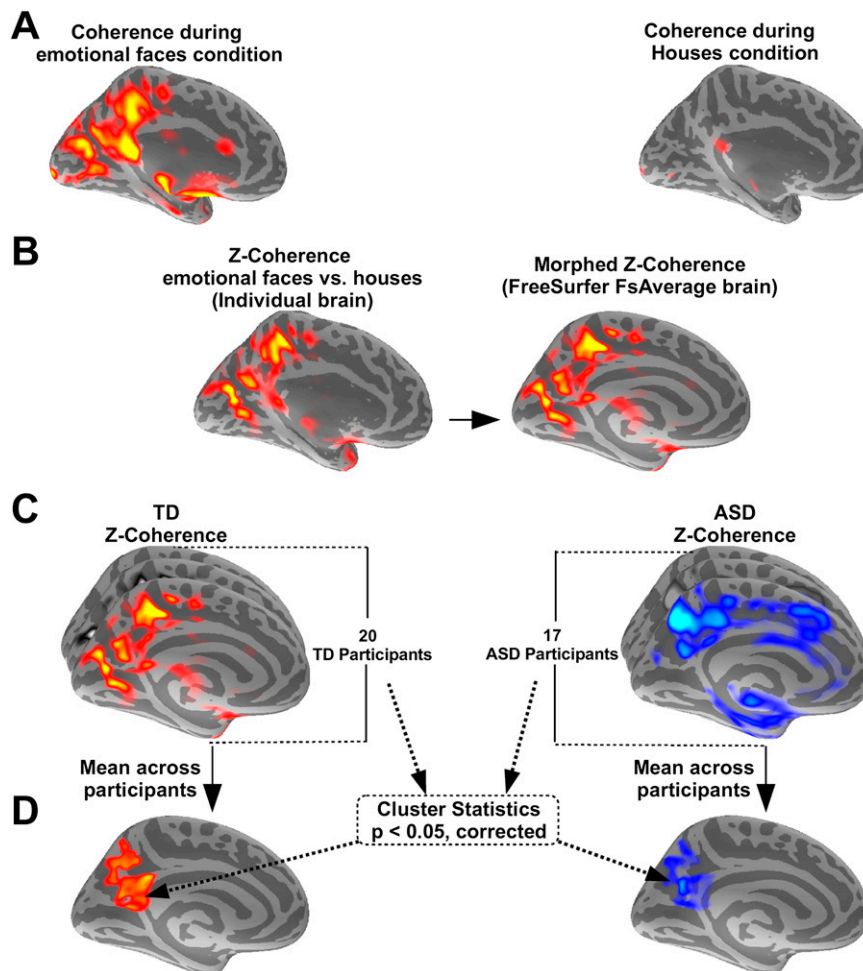 A
Coherence during
emotional faces condition
Coherence during
Houses condition
B
Z-Coherence
emotional faces vs. houses
(Individual brain)
Morphed Z-Coherence
(FreeSurfer FsAverage brain)
C
TD
Z-Coherence
ASD
Z-Coherence
20
TD Participants
17
ASD Participants
Mean across
participants
Mean across
participants
D
Cluster Statistics
p < 0.05, corrected